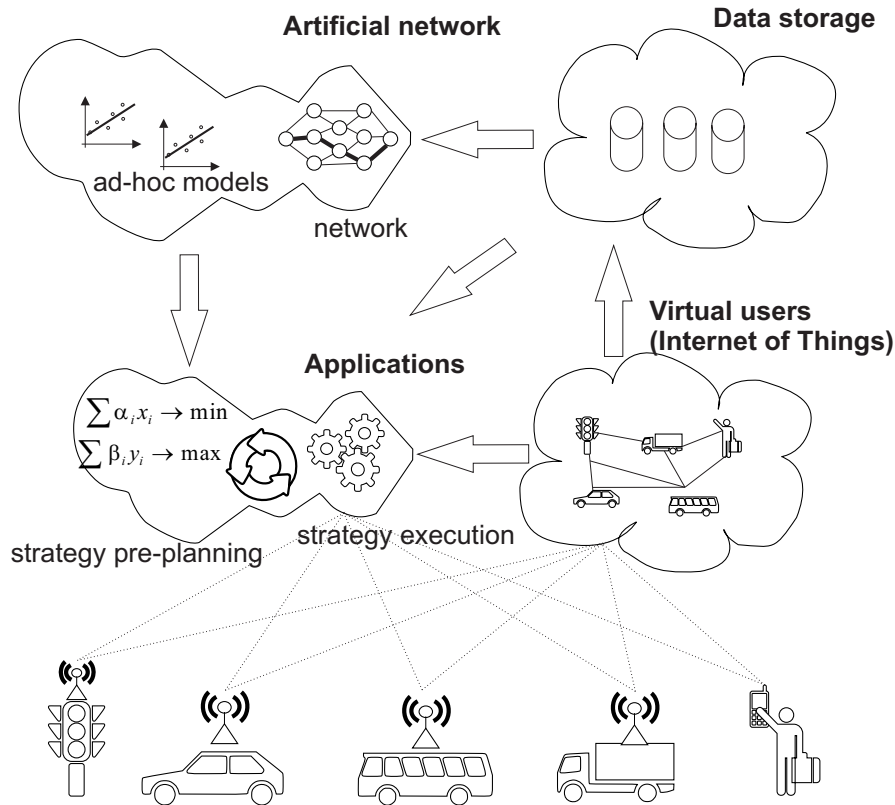 Artificial network
Data storage
ad-hoc models
network
Virtual users
(Internet of Things)
Applications
∑ α_i x_i → min
∑ β_i y_i → max
strategy pre-planning
strategy execution